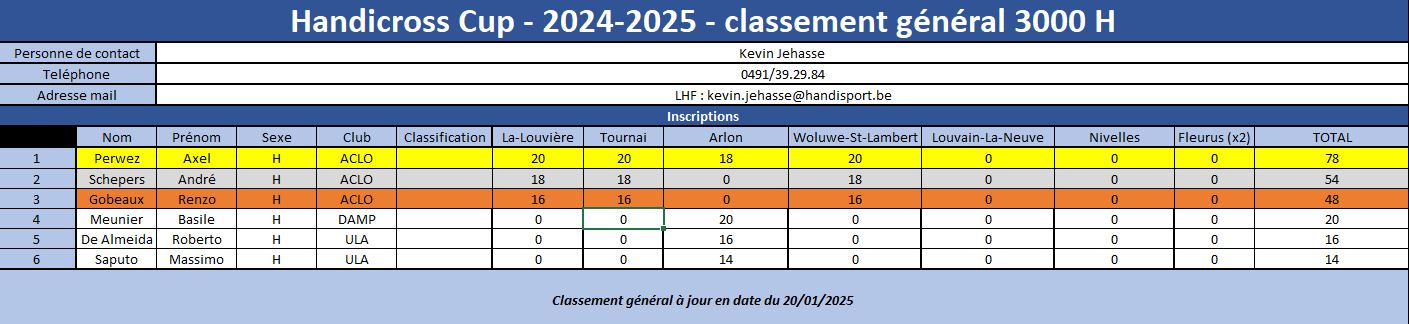 Handicross Cup - 2024-2025 - classement général 3000 H
Personne de contact Kevin Jehasse
Teléphone 0491/39.29.84
Adresse mail LHF : kevin.jehasse@handisport.be
Inscriptions
Nom Prénom Sexe Club Classification La-Louvière Tournai Arlon Woluwe-St-Lambert Louvain-La-Neuve Nivelles Fleurus (x2) TOTAL
1 Perwez Axel H ACLO 20 20 18 20 0 0 0 78
2 Schepers André H ACLO 18 18 0 18 0 0 0 54
3 Gobeaux Renzo H ACLO 16 16 0 16 0 0 0 48
4 Meunier Basile H DAMP 0 0 20 0 0 0 0 20
5 De Almeida Roberto H ULA 0 0 16 0 0 0 0 16
6 Saputo Massimo H ULA 0 0 14 0 0 0 0 14
Classement général à jour en date du 20/01/2025